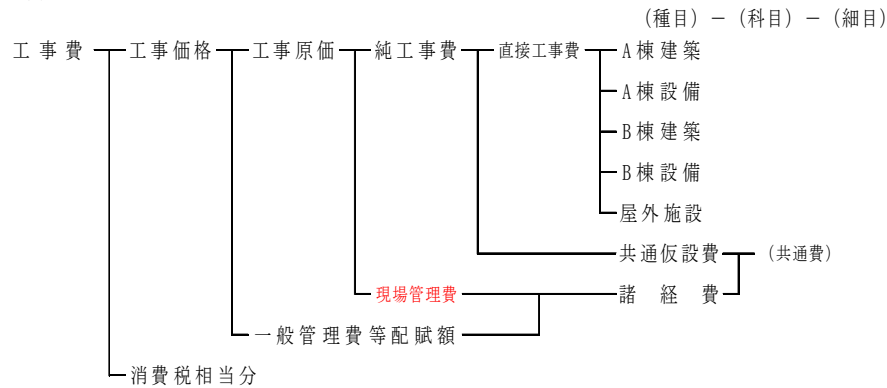 (種目) － (科目) － (細目)
工事費 工事価格 工事原価 純工事費 直接工事費 A棟建築
A棟設備
B棟建築
B棟設備
屋外施設
共通仮設費 (共通費)
現場管理費 諸経費
一般管理費等配賦額
消費税相当分